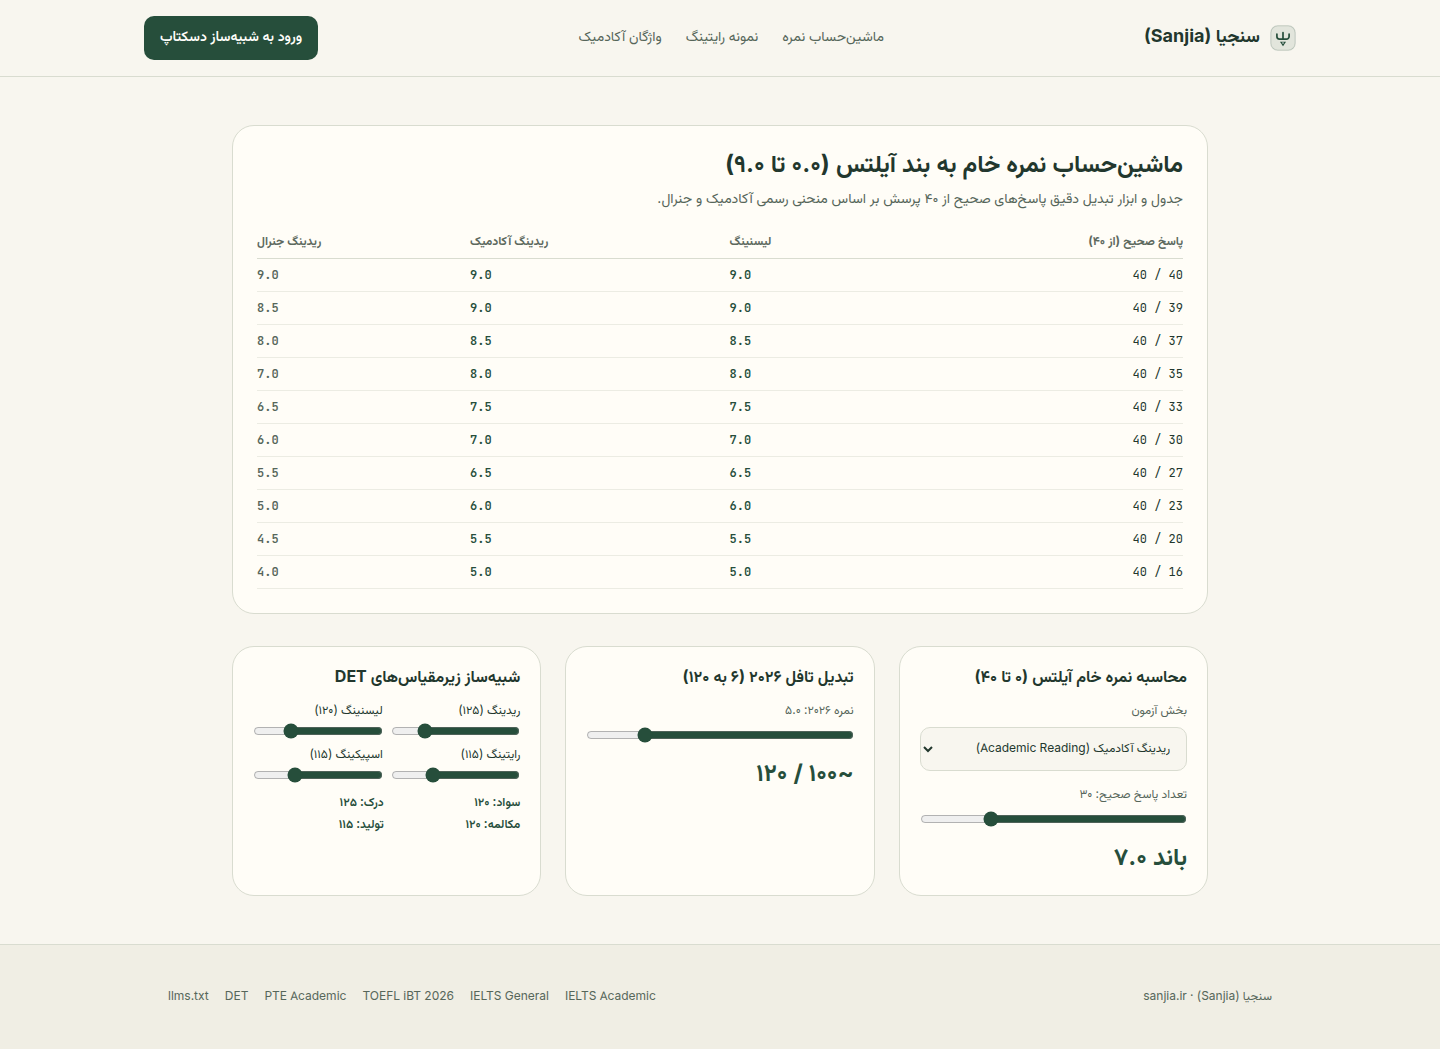 سنجیا (Sanjia)
ماشین‌حساب نمره
نمونه رایتینگ
واژگان آکادمیک
ورود به شبیه‌ساز دسکتاپ
ماشین‌حساب نمره خام به بند آیلتس (۰.۰ تا ۹.۰)
جدول و ابزار تبدیل دقیق پاسخ‌های صحیح از ۴۰ پرسش بر اساس منحنی رسمی آکادمیک و جنرال.
پاسخ صحیح (از ۴۰) لیسنینگ ریدینگ آکادمیک ریدینگ جنرال
40 / 40 9.0 9.0 9.0
39 / 40 9.0 9.0 8.5
37 / 40 8.5 8.5 8.0
35 / 40 8.0 8.0 7.0
33 / 40 7.5 7.5 6.5
30 / 40 7.0 7.0 6.0
27 / 40 6.5 6.5 5.5
23 / 40 6.0 6.0 5.0
20 / 40 5.5 5.5 4.5
16 / 40 5.0 5.0 4.0
محاسبه نمره خام آیلتس (۰ تا ۴۰)
بخش آزمون
ریدینگ آکادمیک (Academic Reading)
تعداد پاسخ صحیح: ۳۰
باند ۷.۰
تبدیل تافل ۲۰۲۶ (۶ به ۱۲۰)
نمره ۲۰۲۶: ۵.۰
~۱۰۰ / ۱۲۰
شبیه‌ساز زیرمقیاس‌های DET
ریدینگ (۱۲۵)
لیسنینگ (۱۲۰)
رایتینگ (۱۱۵)
اسپیکینگ (۱۱۵)
سواد: ۱۲۰
درک: ۱۲۵
مکالمه: ۱۲۰
تولید: ۱۱۵
سنجیا (Sanjia) · sanjia.ir
IELTS Academic
IELTS General
TOEFL iBT 2026
PTE Academic
DET
llms.txt